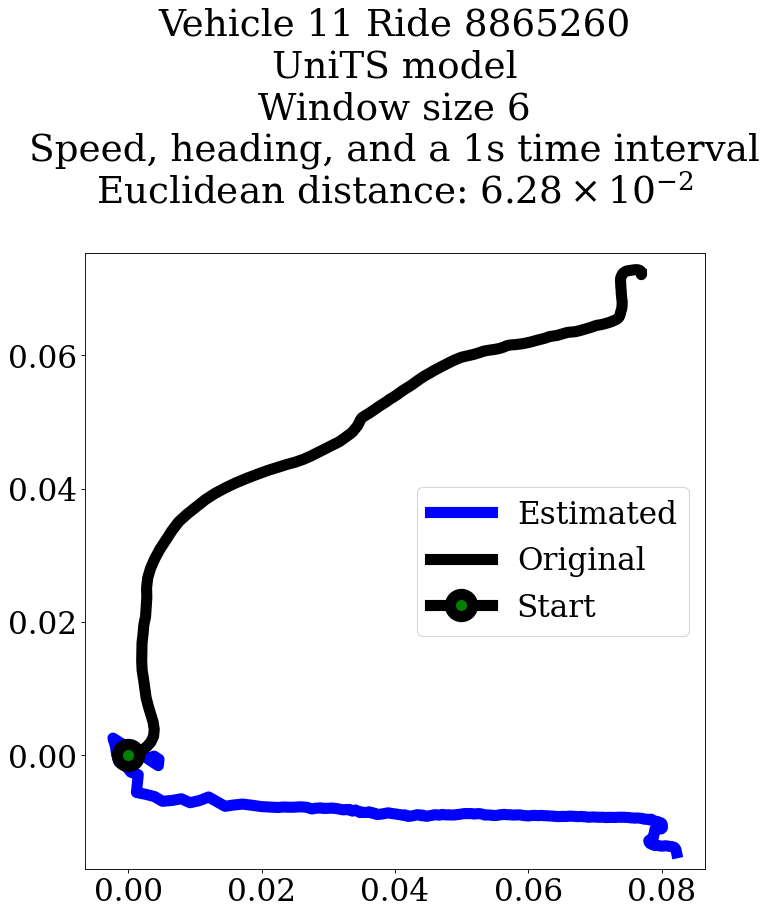 Vehicle 11 Ride 8865260
UniTS model
Window size 6
Speed, heading, and a 1s time interval
Euclidean distance: 6.28 × 10⁻²
0.06
0.04
0.02
0.00
Estimated
Original
Start
0.00 0.02 0.04 0.06 0.08